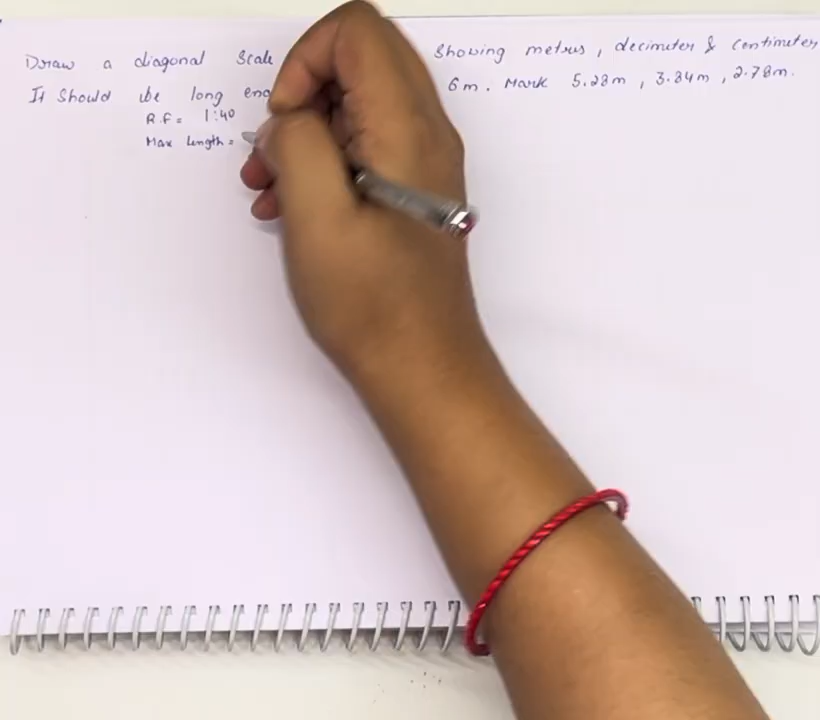 Draw a diagonal Scale Showing metres, decimeter & Centimeter
It Should be long 6m. Mark 5.23m, 3.84m, 2.78m.
R.F = 1:40
Max length =